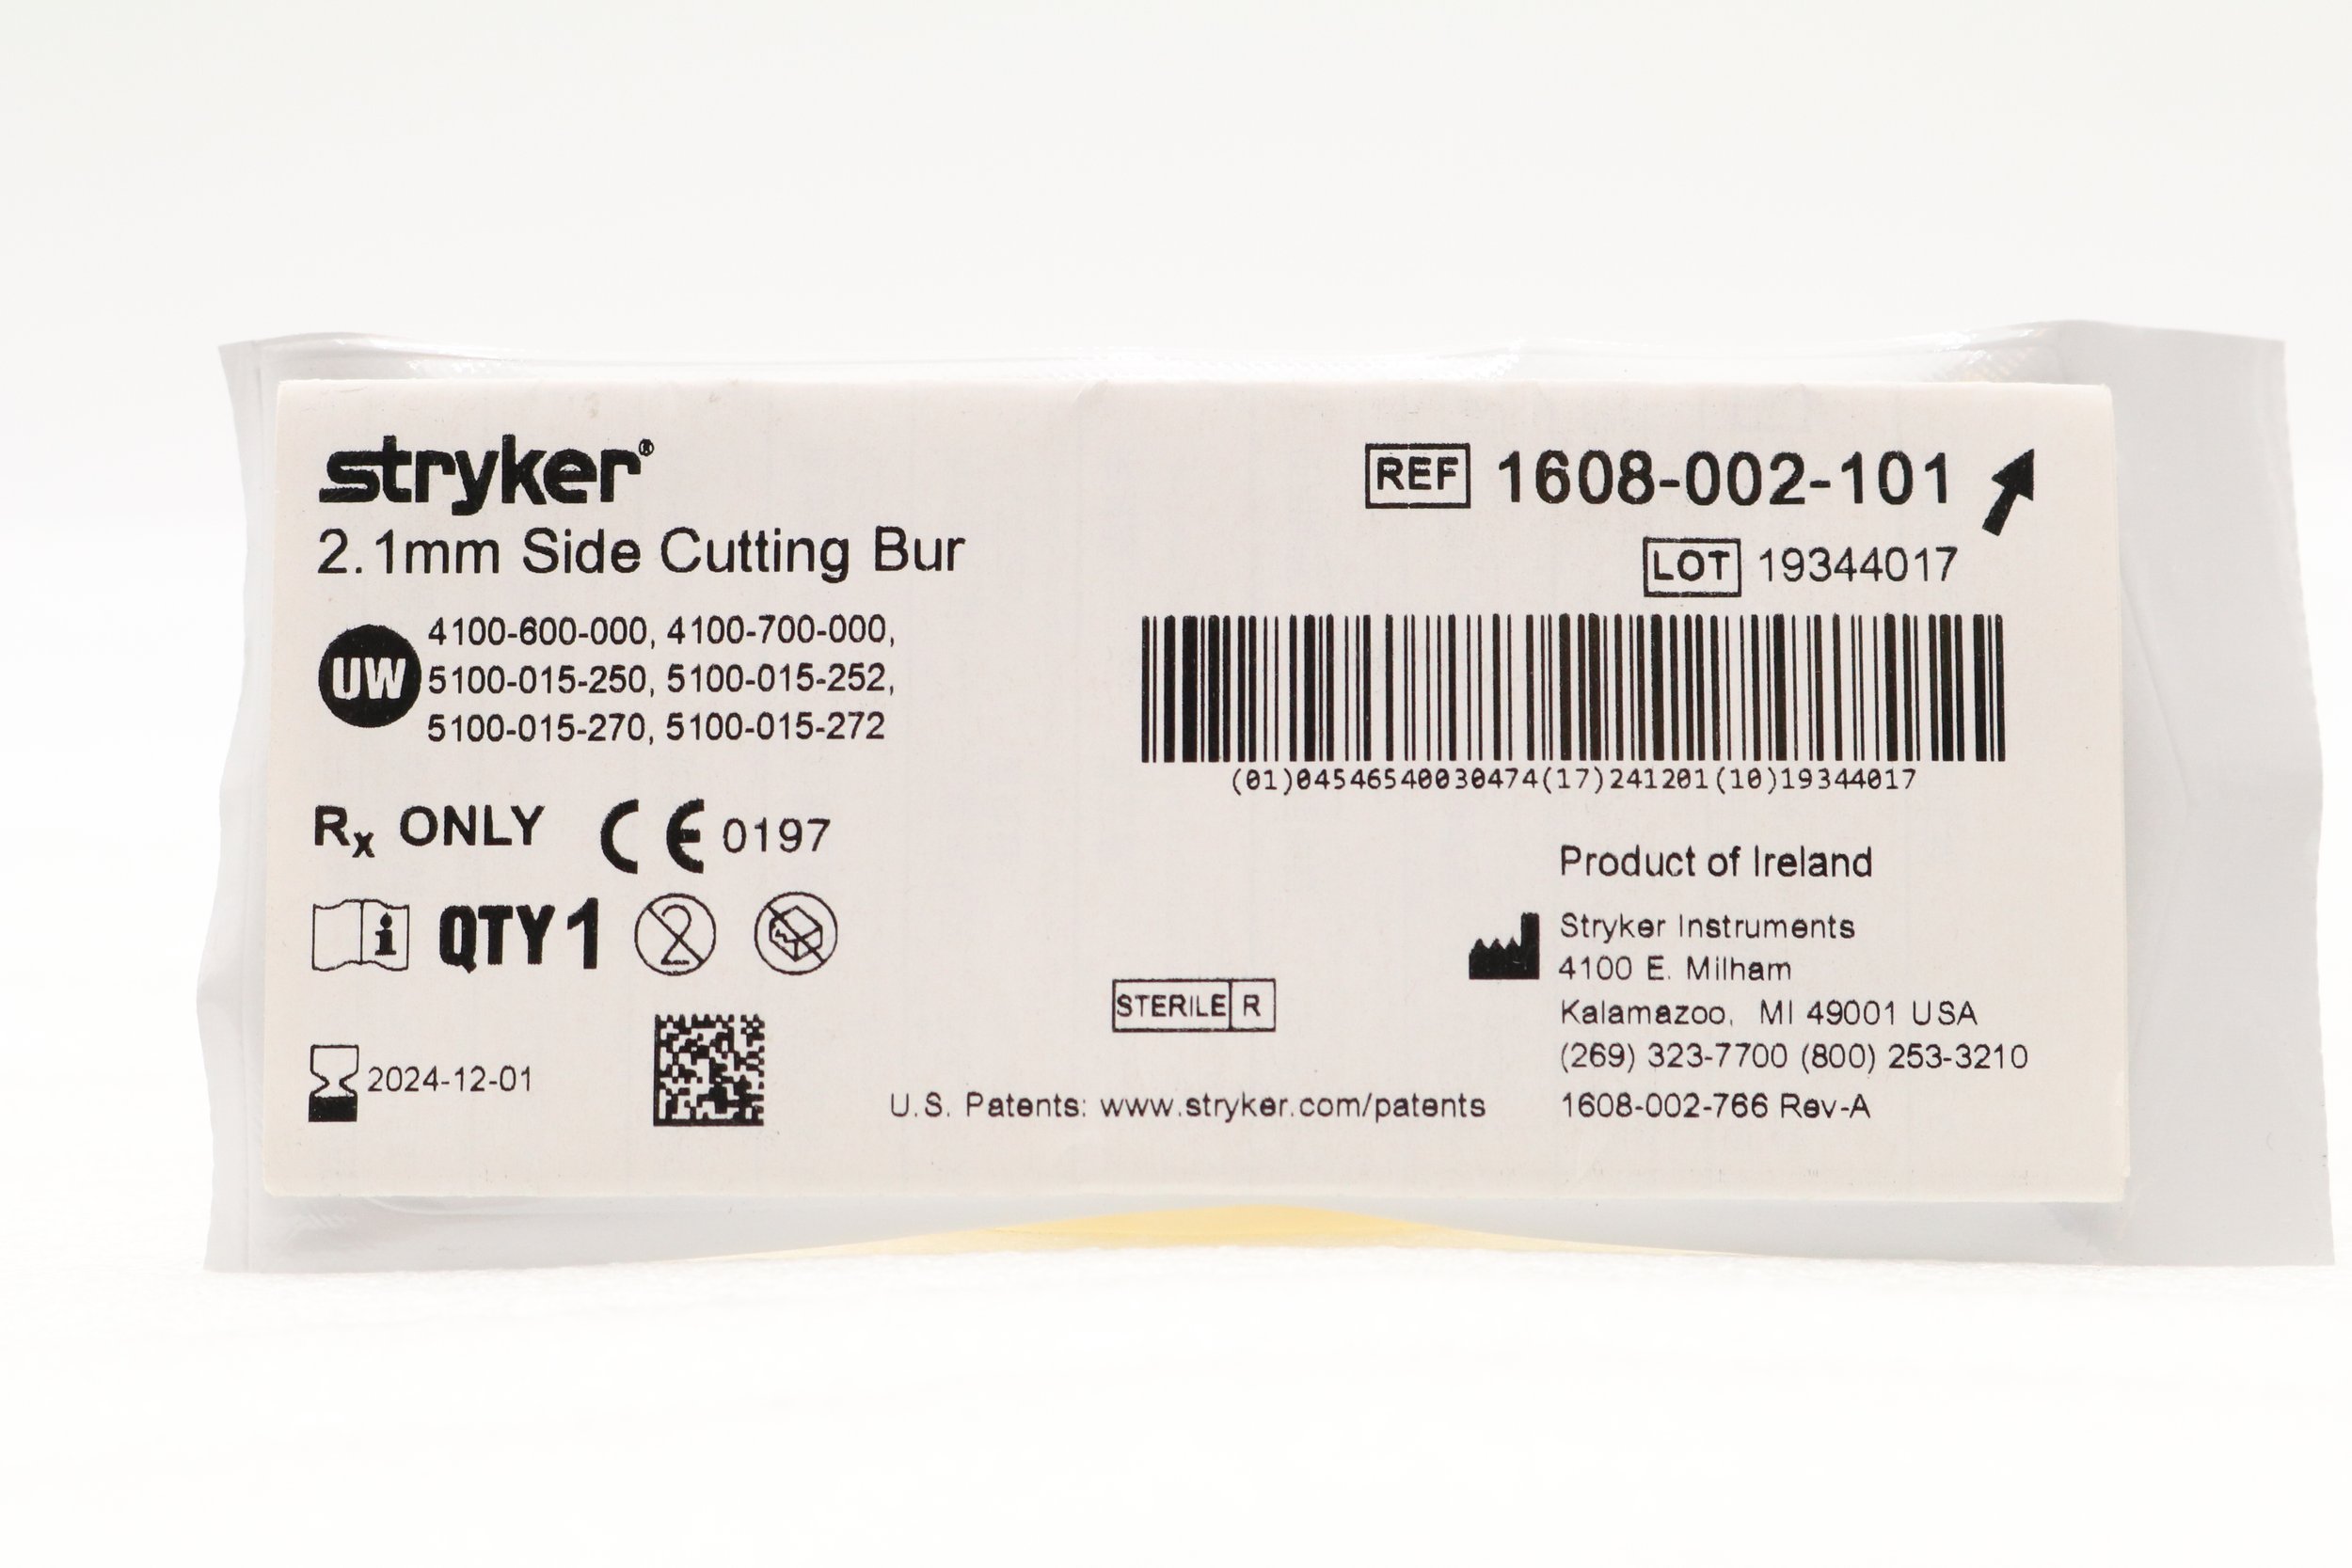 stryker®
2.1mm Side Cutting Bur
UW
4100-600-000, 4100-700-000,
5100-015-250, 5100-015-252,
5100-015-270, 5100-015-272
Rx ONLY CE 0197
i QTY 1 2
2024-12-01
REF 1608-002-101
LOT 19344017
(01)04546540030474(17)241201(10)19344017
Product of Ireland
Stryker Instruments
4100 E. Milham
Kalamazoo, MI 49001 USA
(269) 323-7700 (800) 253-3210
STERILE R
U.S. Patents: www.stryker.com/patents
1608-002-766 Rev-A